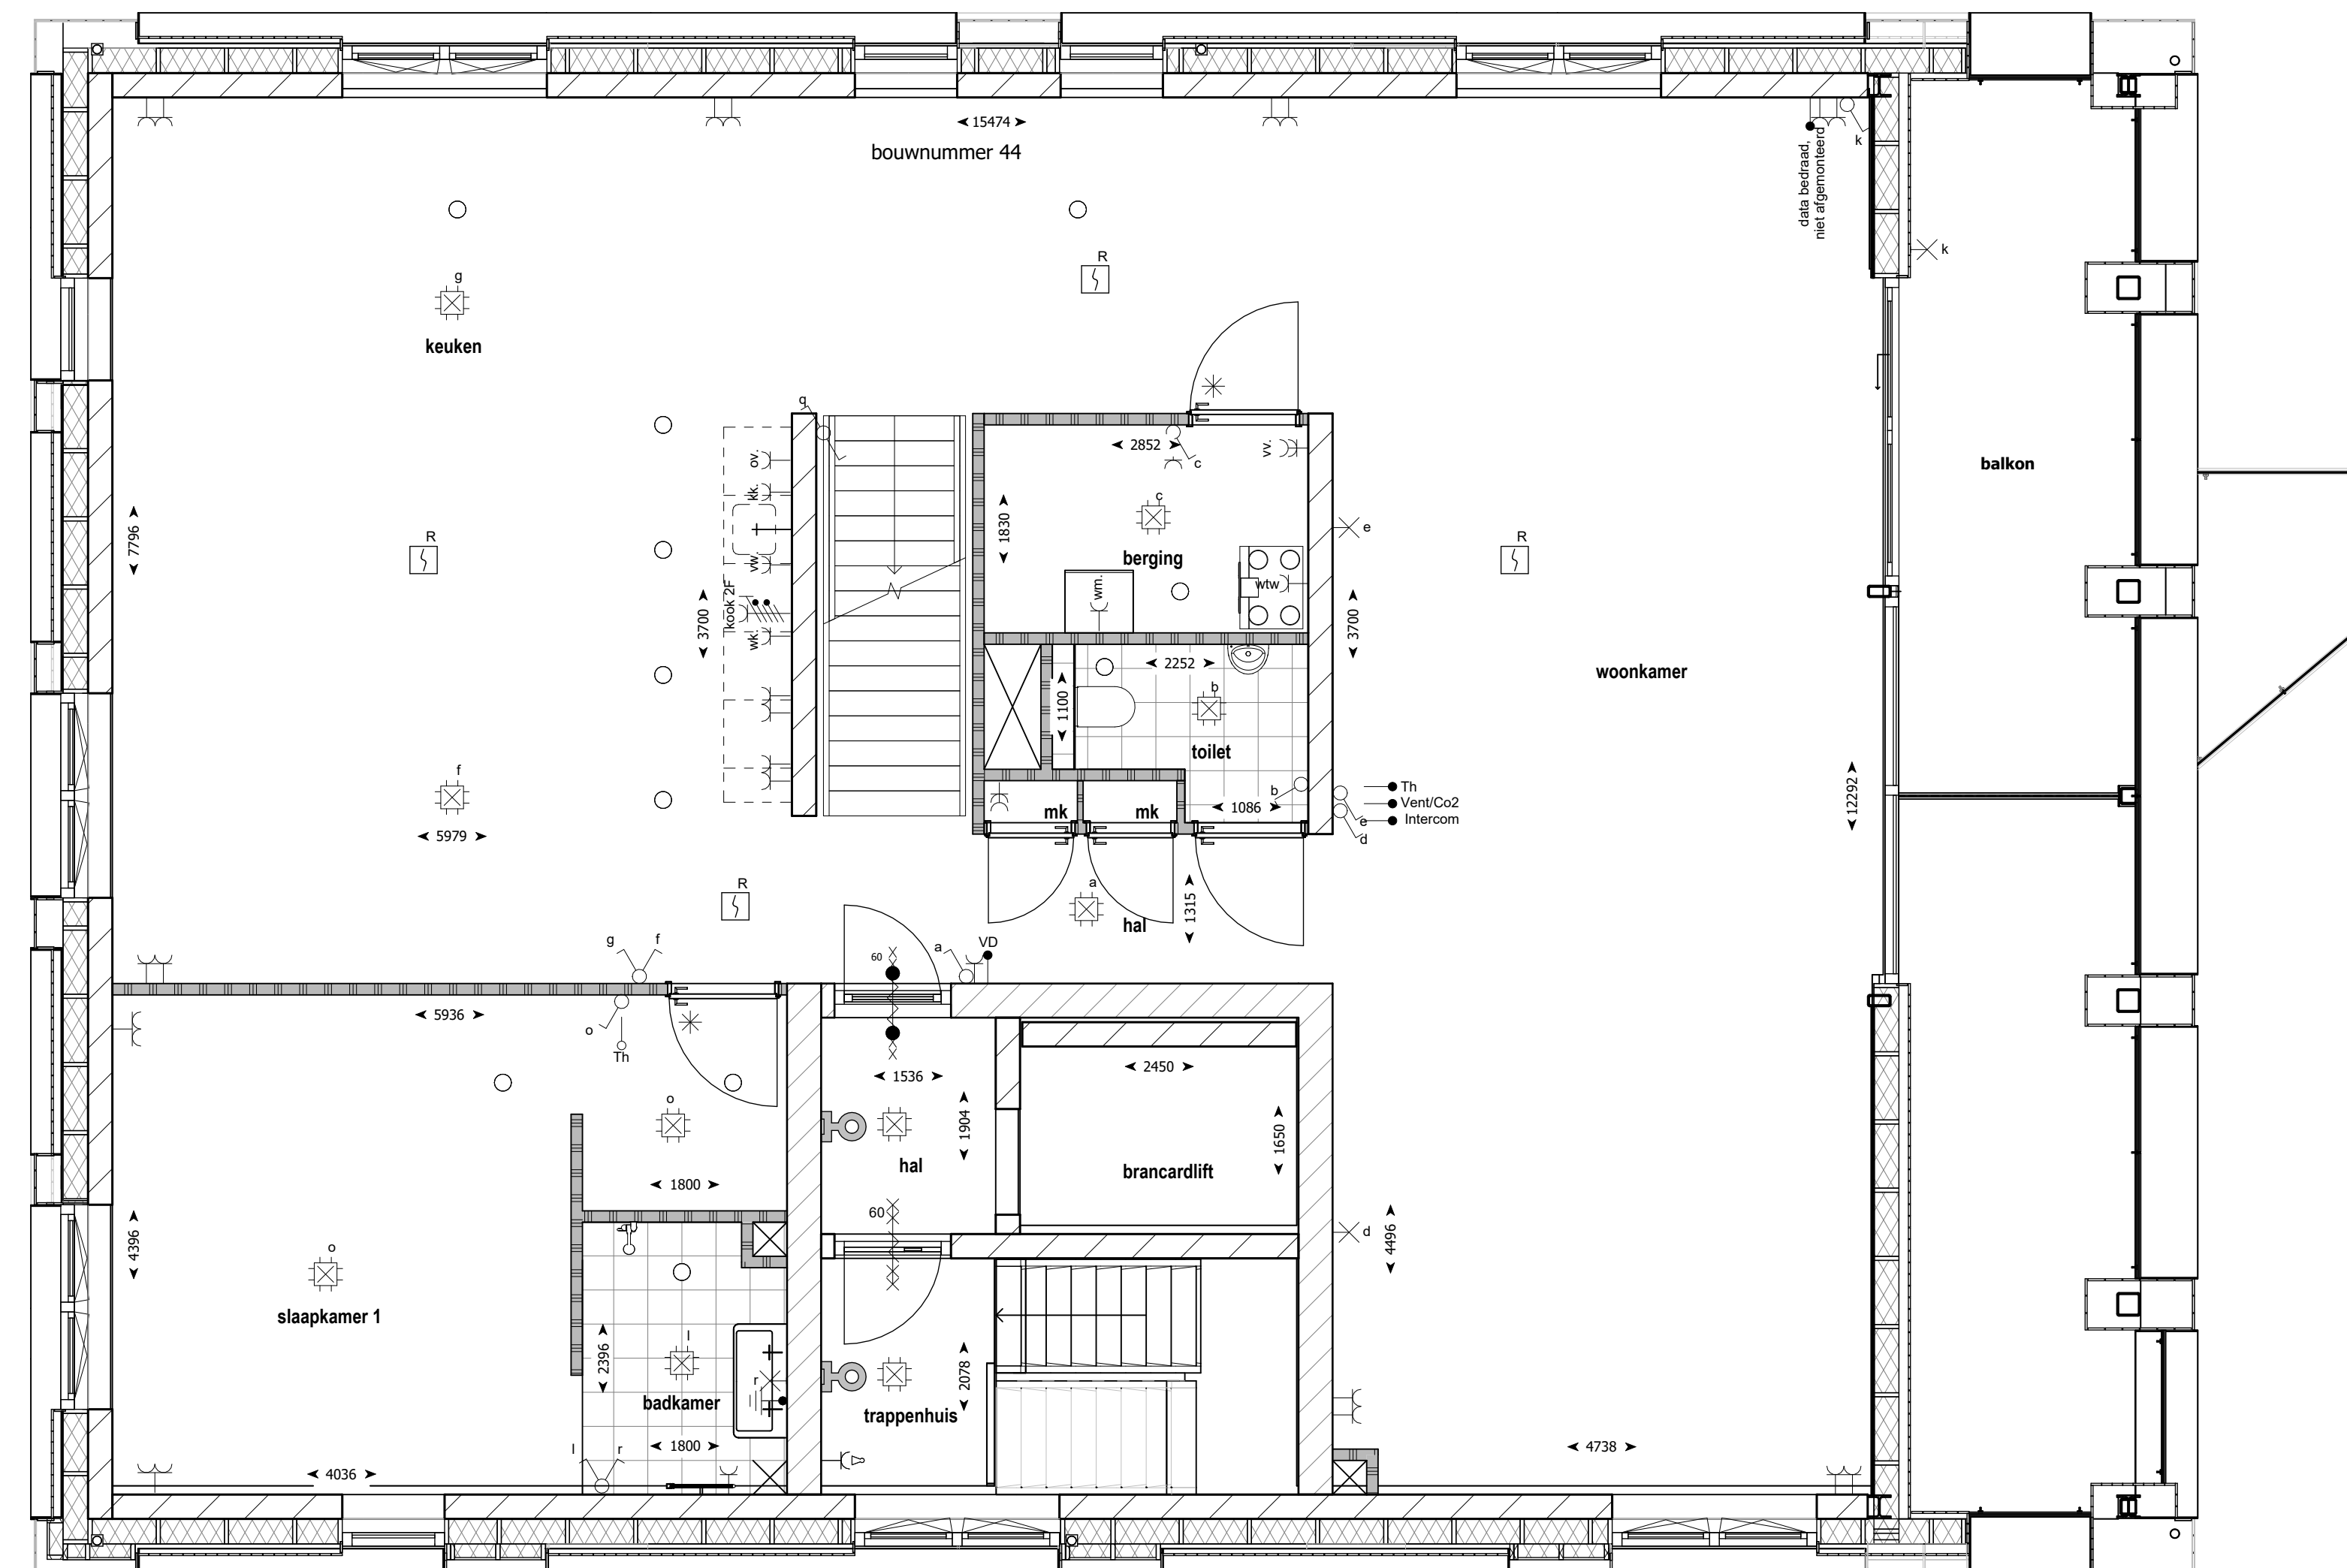 15474
bouwnummer 44
data bedraad,
niet afgemonteerd
k
k
R
g
keuken
q
2852
c
vv.
ov.
kk.
vw.
kook 2F
wk.
balkon
7796
R
1830
c
berging
e
R
wm.
wtw
3700
3700
woonkamer
2252
1100
b
toilet
f
5979
mk
mk
b
1086
Th
Vent/Co2
Intercom
e
d
12292
R
a
hal
1315
g
f
60
a
VD
5936
o
Th
1536
2450
o
1904
1650
hal
brancardlift
1800
60
4396
d
4496
o
slaapkamer 1
l
2396
r
badkamer
2078
trappenhuis
l
r
1800
4036
4738